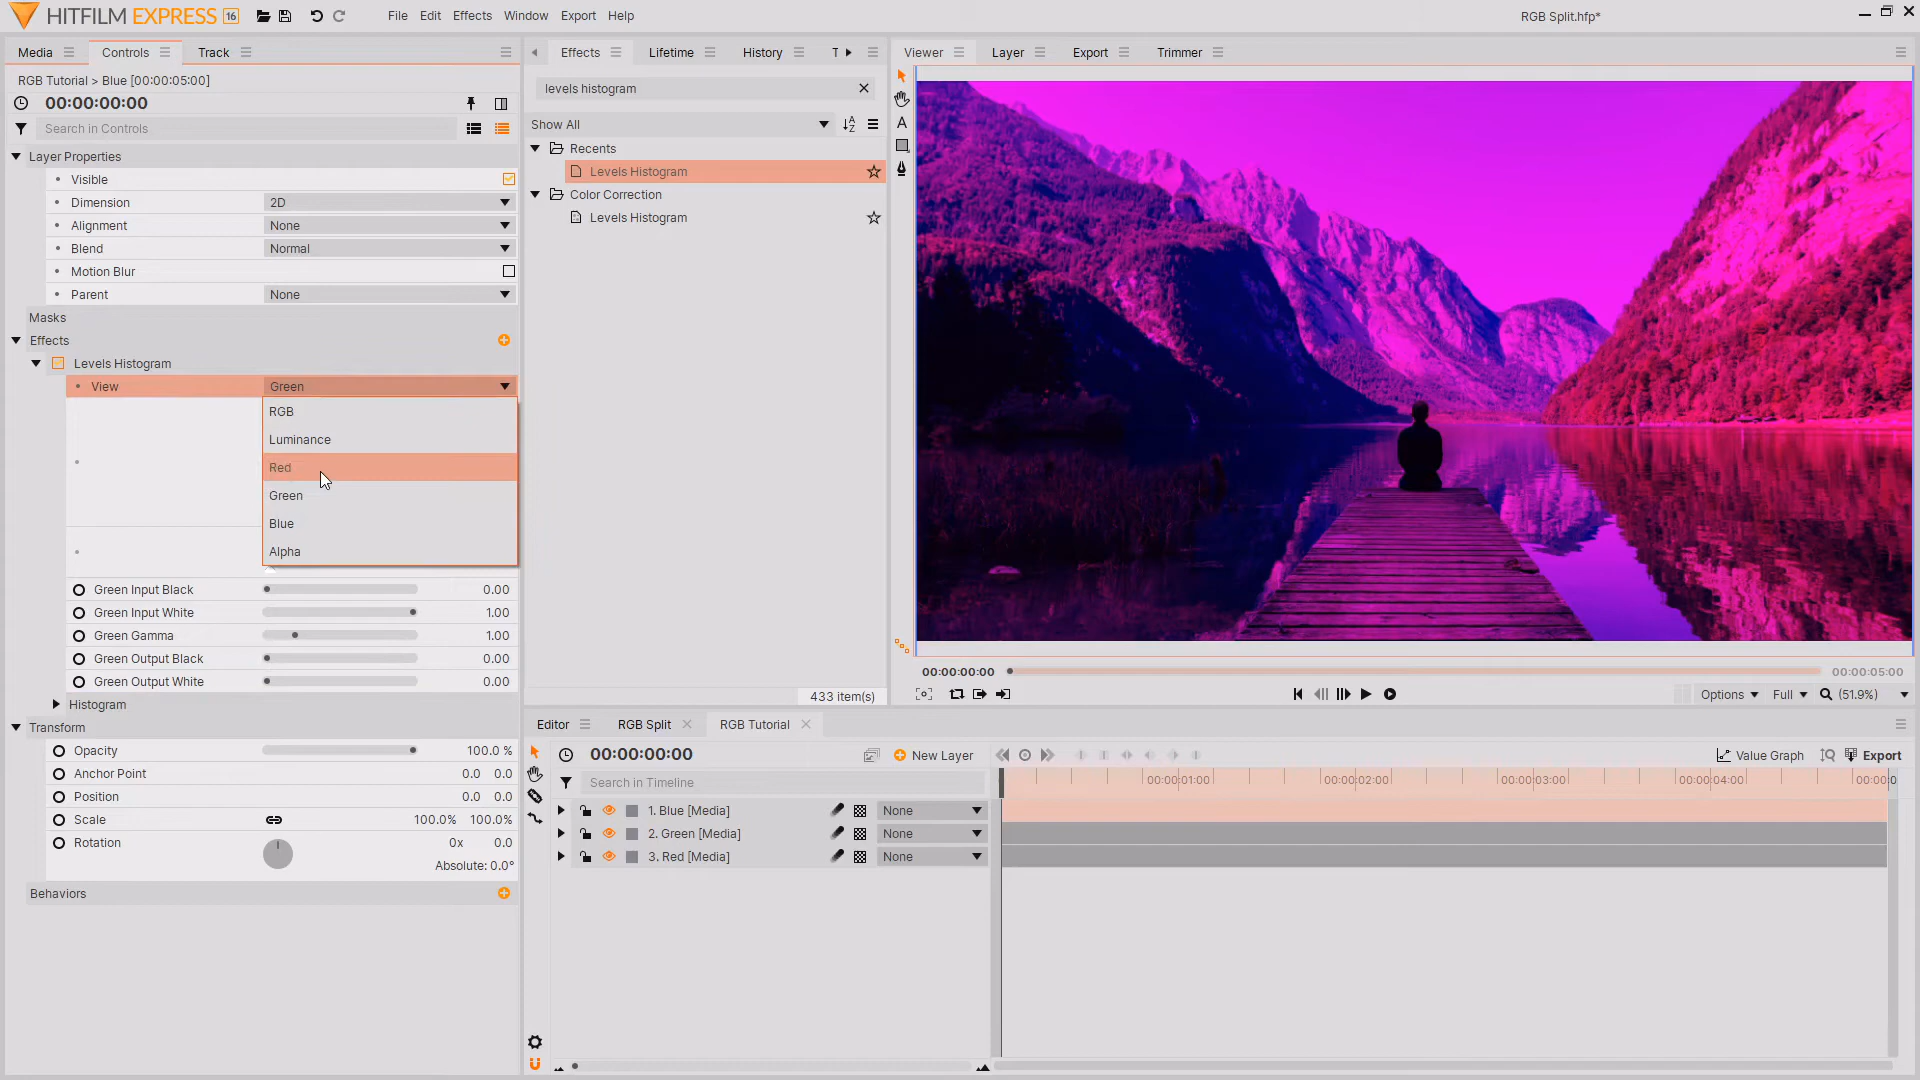 HITFILM EXPRESS 16
File Edit Effects Window Export Help
RGB Split.hfp*
Media Controls Track
RGB Tutorial > Blue [00:00:05:00]
00:00:00:00
Search in Controls
Layer Properties
Visible
Dimension 2D
Alignment None
Blend Normal
Motion Blur
Parent None
Masks
Effects
Levels Histogram
View Green
RGB
Luminance
Red
Green
Blue
Alpha
Green Input Black 0.00
Green Input White 1.00
Green Gamma 1.00
Green Output Black 0.00
Green Output White 0.00
Histogram
Transform
Opacity 100.0 %
Anchor Point 0.0 0.0
Position 0.0 0.0
Scale 100.0% 100.0%
Rotation 0x 0.0
Absolute: 0.0°
Behaviors
Effects Lifetime History T
levels histogram
Show All
Recents
Levels Histogram
Color Correction
Levels Histogram
433 item(s)
Viewer Layer Export Trimmer
00:00:00:00 00:00:05:00
Options Full (51.9%)
Editor RGB Split RGB Tutorial
00:00:00:00 New Layer Value Graph Export
Search in Timeline
00:00:01:00 00:00:02:00 00:00:03:00 00:00:04:00 00:00:0
1. Blue [Media] None
2. Green [Media] None
3. Red [Media] None